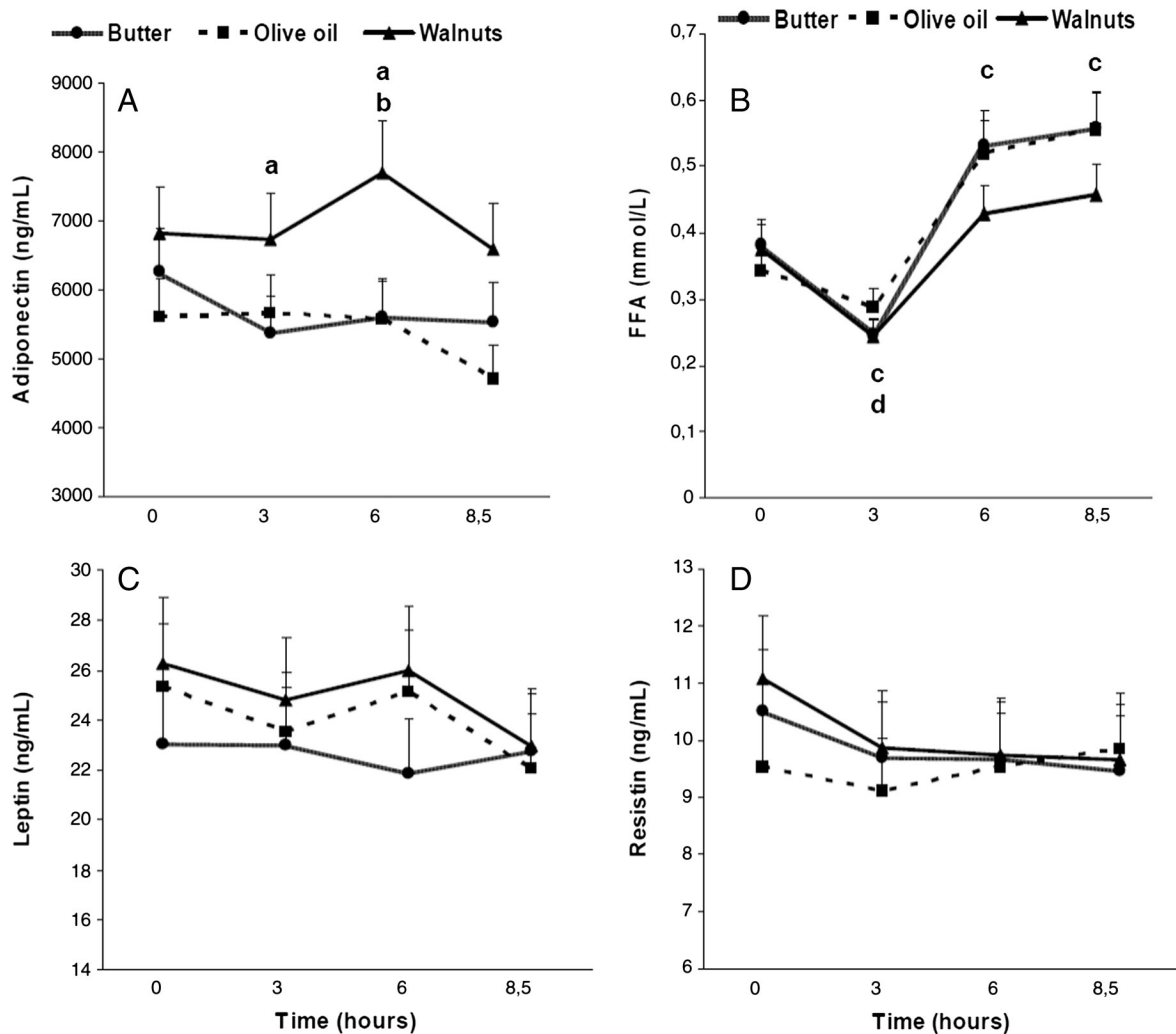 Butter Olive oil Walnuts
A
a
a
b
9000
8000
7000
6000
5000
4000
3000
Adiponectin (ng/mL)
0 3 6 8,5
Butter Olive oil Walnuts
B
c
c
c
d
0,7
0,6
0,5
0,4
0,3
0,2
0,1
0
FFA (mmol/L)
0 3 6 8,5
C
30
28
26
24
22
20
18
16
14
Leptin (ng/mL)
0 3 6 8,5
Time (hours)
D
13
12
11
10
9
8
7
6
Resistin (ng/mL)
0 3 6 8,5
Time (hours)